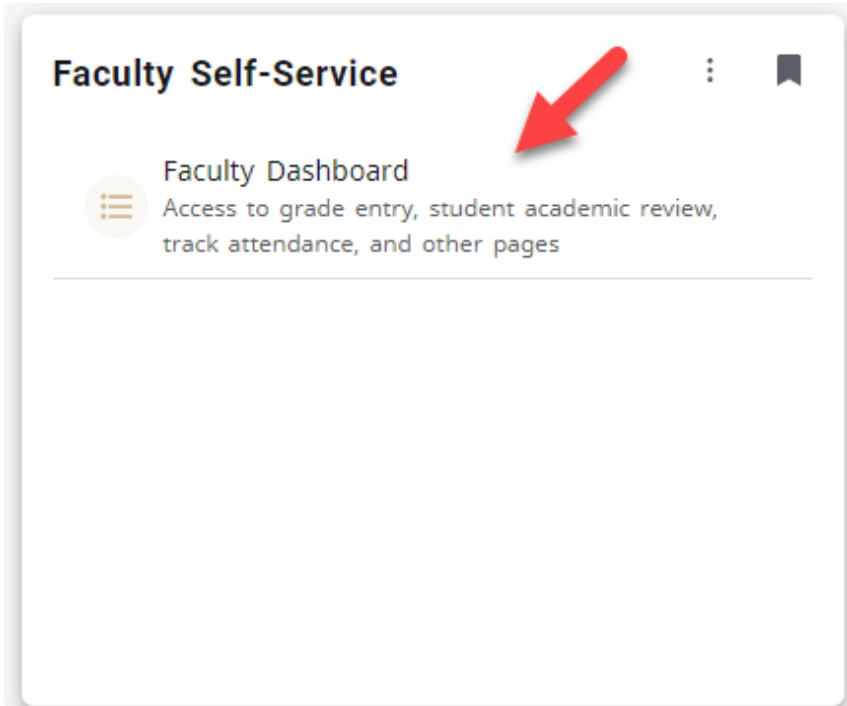 Faculty Self-Service
Faculty Dashboard
Access to grade entry, student academic review,
track attendance, and other pages